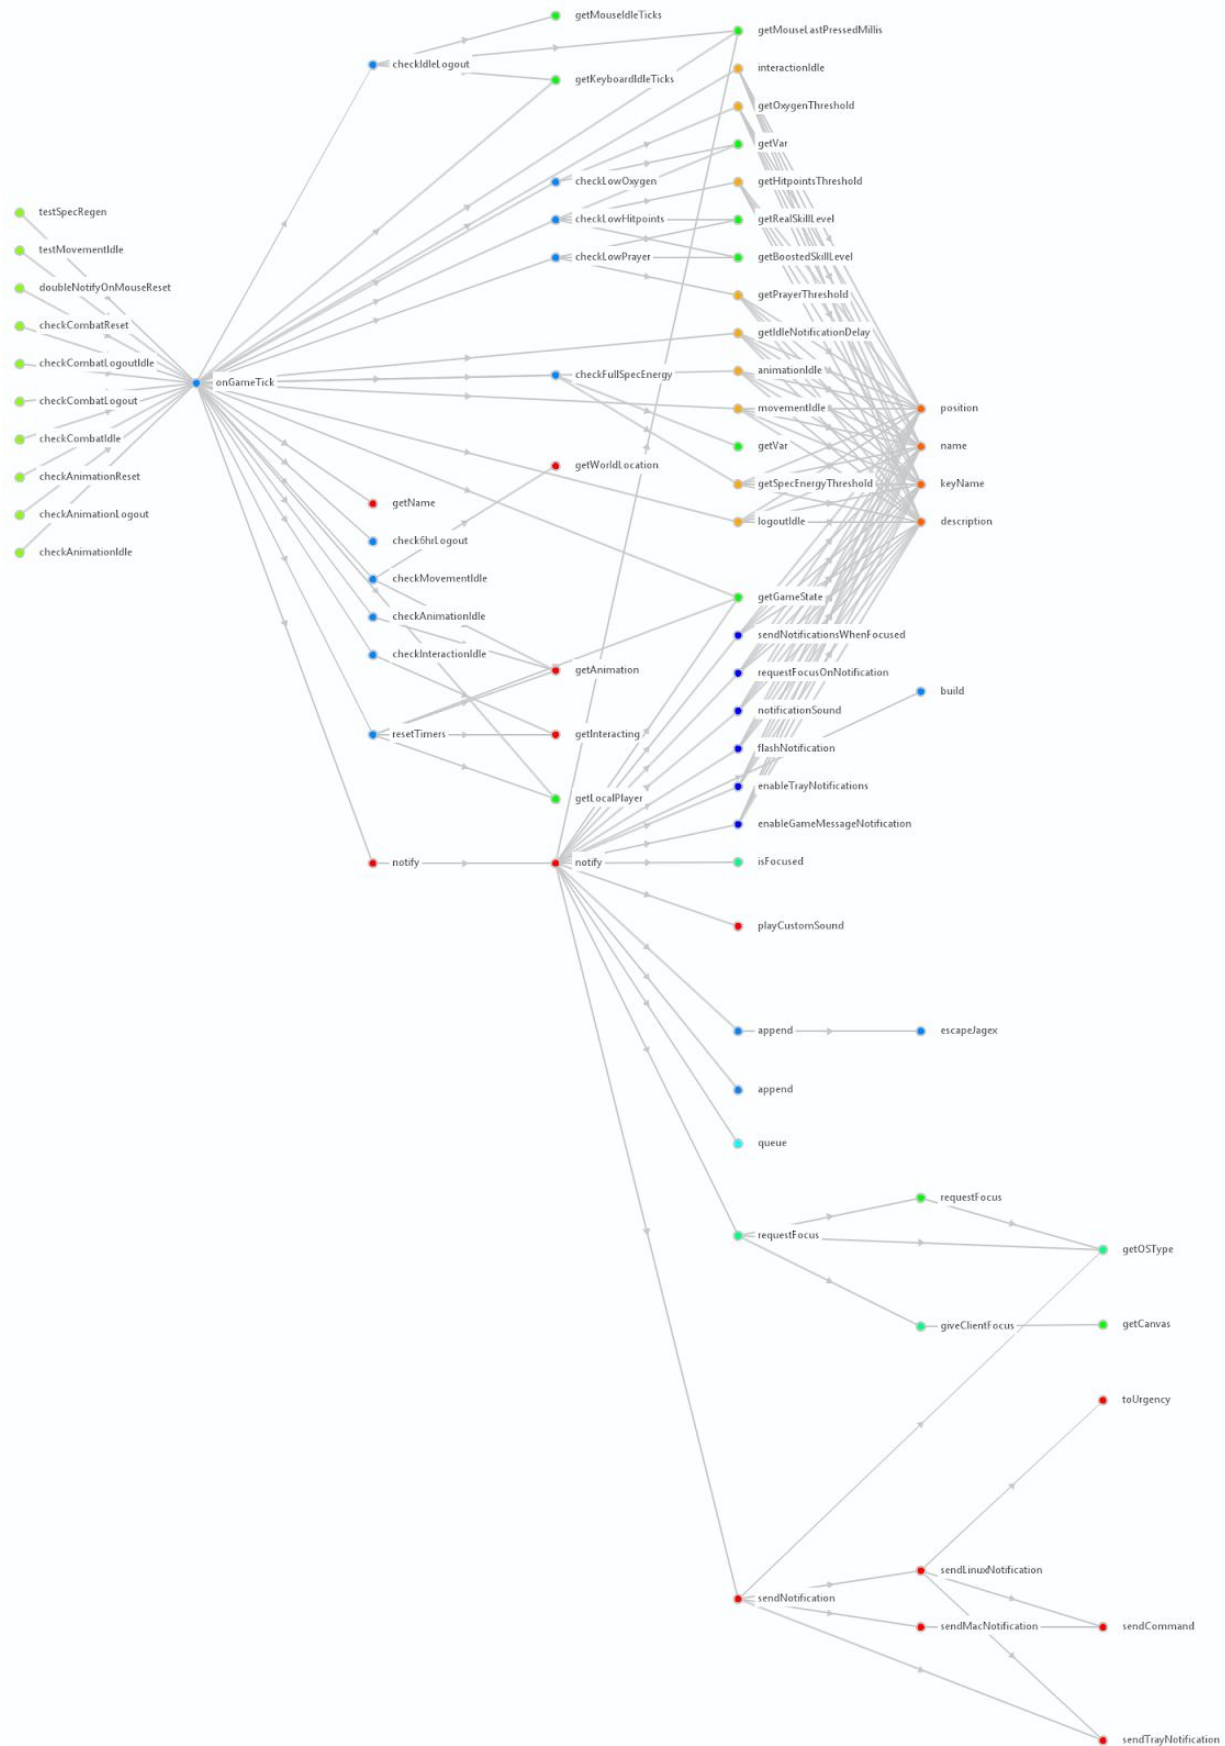 getMouseIdleTicks
getMouseLastPressedMillis
checkIdleLogout
interactionIdle
getKeyboardIdleTicks
getOxygenThreshold
getVar
checkLowOxygen
getHitpointsThreshold
testSpecRegen
checkLowHitpoints
getRealSkillLevel
testMovementIdle
checkLowPrayer
getBoostedSkillLevel
doubleNotifyOnMouseReset
getPrayerThreshold
checkCombatReset
getIdleNotificationDelay
checkCombatLogoutIdle
animationIdle
onGameTick
checkFullSpecEnergy
checkCombatLogout
movementIdle
position
checkCombatIdle
getVar
name
getWorldLocation
checkAnimationReset
getSpecEnergyThreshold
keyName
getName
checkAnimationLogout
logoutIdle
description
check6hrLogout
checkAnimationIdle
checkMovementIdle
getGameState
checkAnimationIdle
sendNotificationsWhenFocused
checkInteractionIdle
getAnimation
requestFocusOnNotification
build
notificationSound
resetTimers
getInteracting
flashNotification
enableTrayNotifications
getLocalPlayer
enableGameMessageNotification
notify
notify
isFocused
playCustomSound
append
escapeJagex
append
queue
requestFocus
requestFocus
getOSType
giveClientFocus
getCanvas
toUrgency
sendLinuxNotification
sendNotification
sendMacNotification
sendCommand
sendTrayNotification